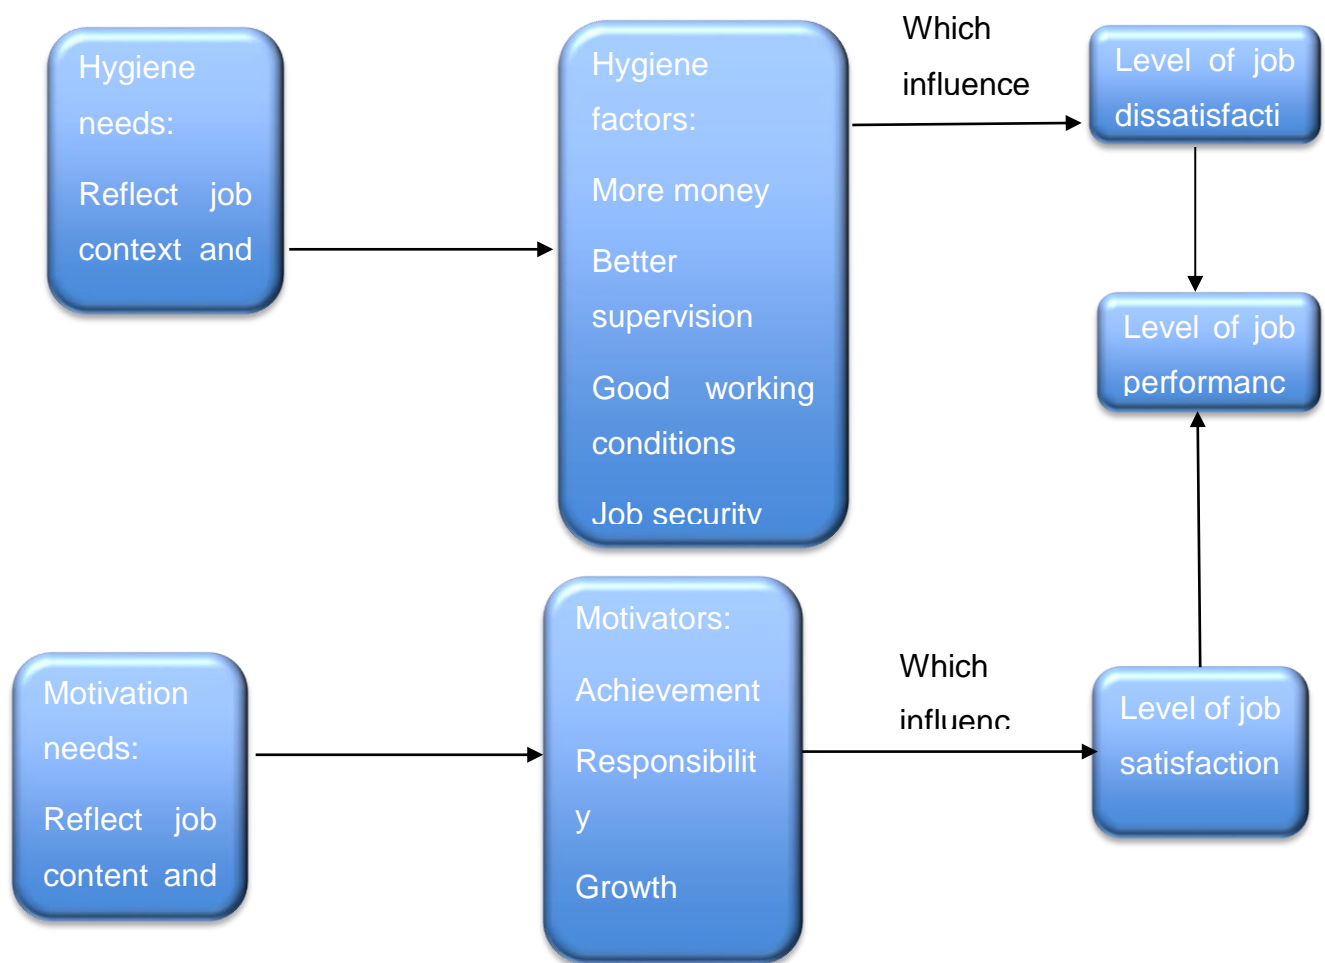 Hygiene
needs:
Reflect job
context and
Hygiene
factors:
More money
Better
supervision
Good working
conditions
Job security
Which
influence
Level of job
dissatisfacti
Level of job
performanc
Motivation
needs:
Reflect job
content and
Motivators:
Achievement
Responsibilit
y
Growth
Which
influenc
Level of job
satisfaction